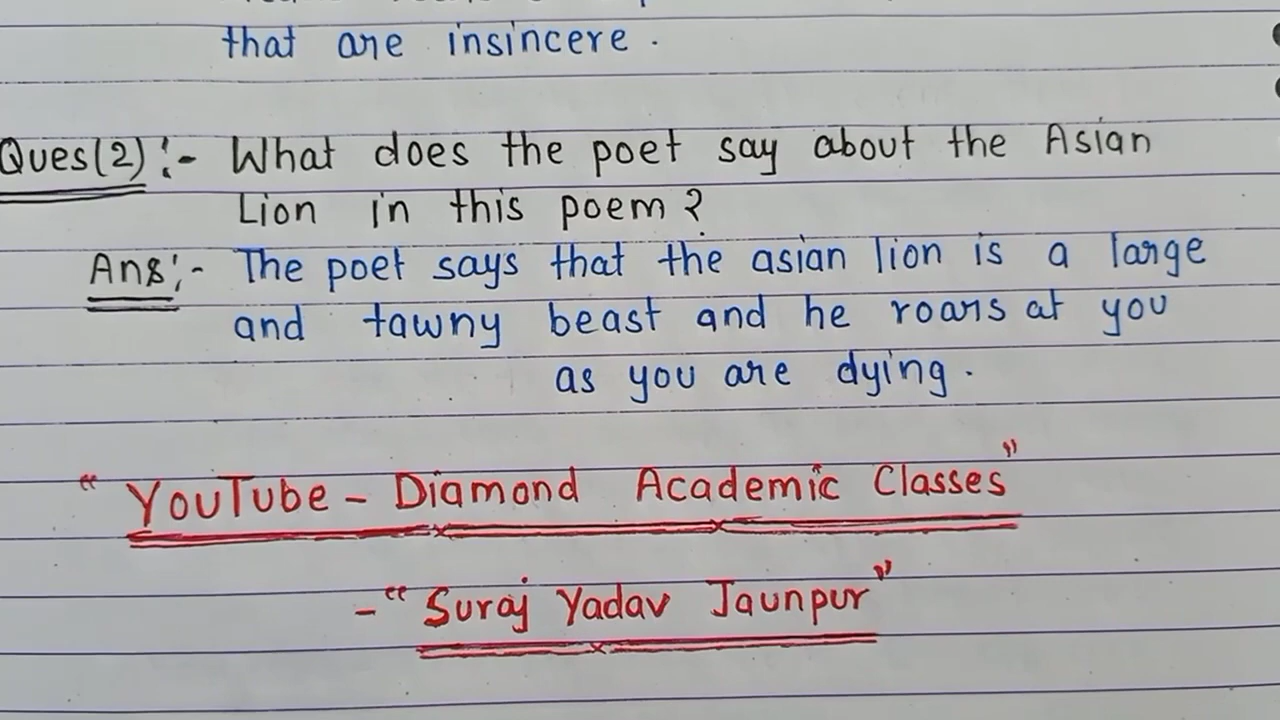 that are insincere.
Ques(2):- What does the poet say about the Asian
Lion in this poem?
Ans:- The poet says that the asian lion is a large
and tawny beast and he roars at you
as you are dying.
"YouTube - Diamond Academic Classes"
-"Suraj Yadav Jaunpur"